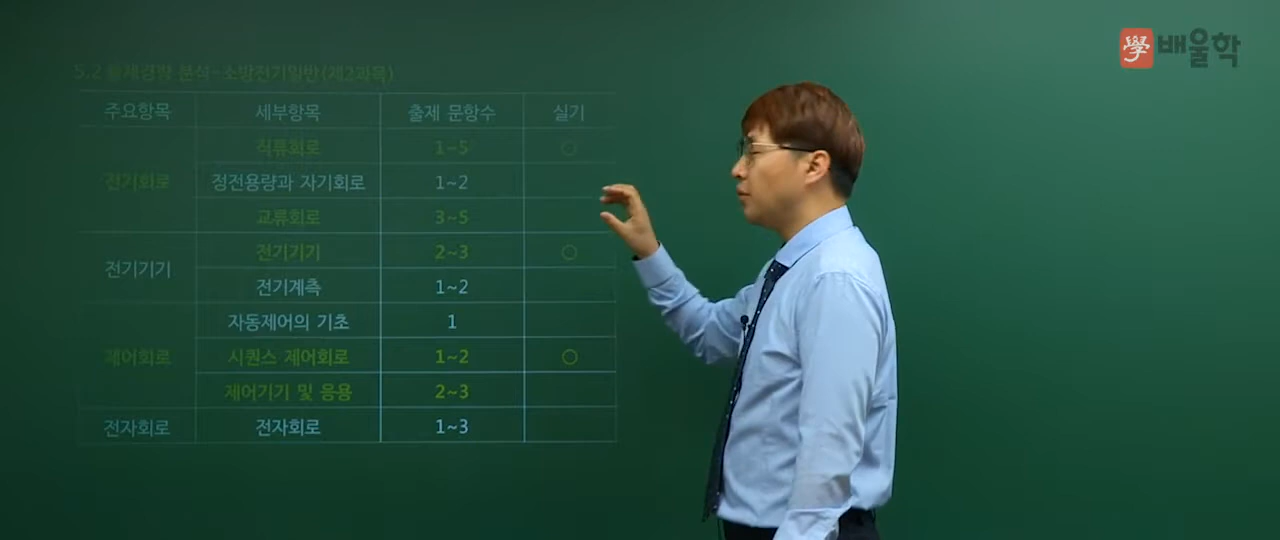 學 배울학
5.2 출제경향 분석-소방전기일반(제2과목)
주요항목 세부항목 출제 문항수 실기
전기회로 직류회로 1~5 ○
정전용량과 자기회로 1~2
교류회로 3~5
전기기기 전기기기 2~3 ○
전기계측 1~2
제어회로 자동제어의 기초 1
시퀀스 제어회로 1~2 ○
제어기기 및 응용 2~3
전자회로 전자회로 1~3